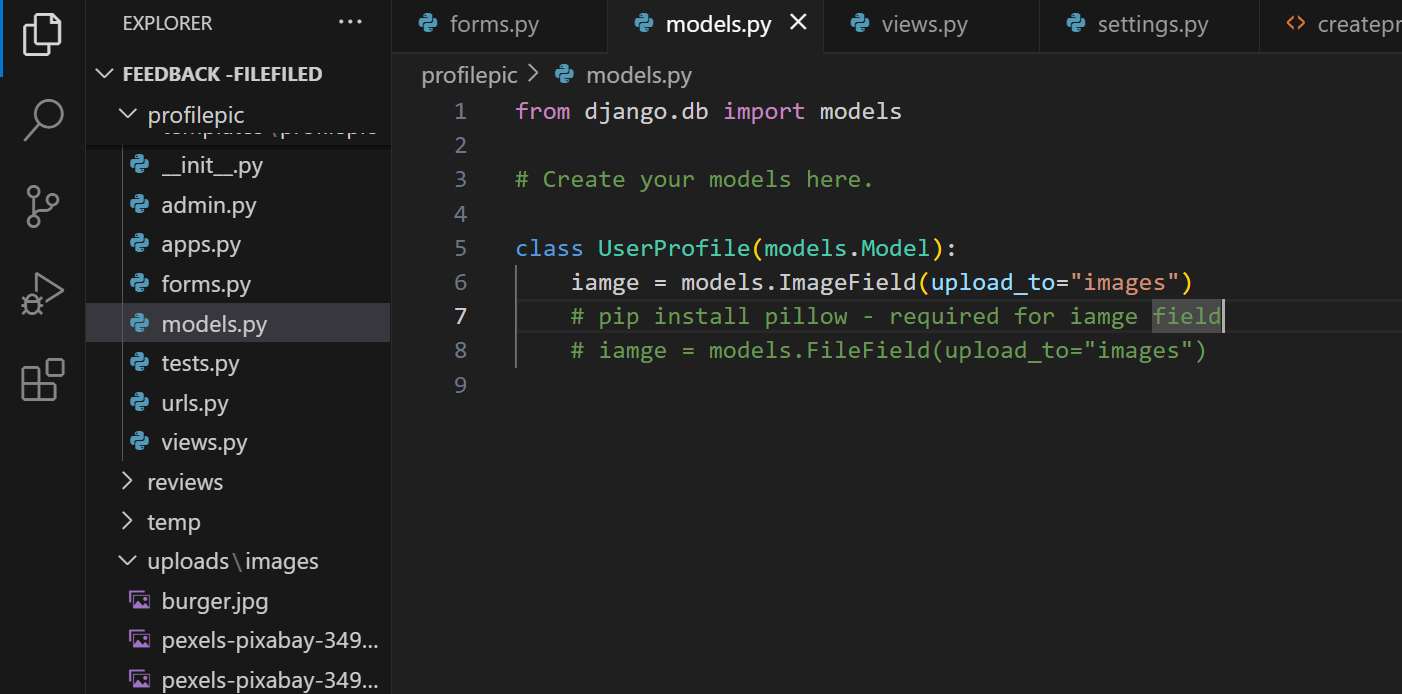 EXPLORER
FEEDBACK -FILEFILED
profilepic
__init__.py
admin.py
apps.py
forms.py
models.py
tests.py
urls.py
views.py
reviews
temp
uploads\images
burger.jpg
pexels-pixabay-349...
pexels-pixabay-349...
forms.py
models.py
views.py
settings.py
createpr
profilepic > models.py
1 from django.db import models
2
3 # Create your models here.
4
5 class UserProfile(models.Model):
6 iamge = models.ImageField(upload_to="images")
7 # pip install pillow - required for iamge field
8 # iamge = models.FileField(upload_to="images")
9